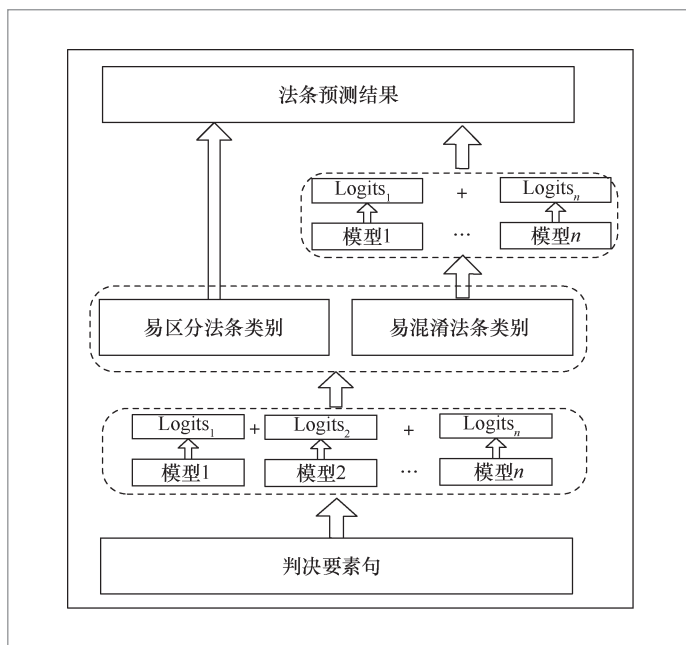 法条预测结果
Logits₁ + Logitsₙ
模型1 … 模型n
易区分法条类别 易混淆法条类别
Logits₁ + Logits₂ + Logitsₙ
模型1 模型2 … 模型n
判决要素句